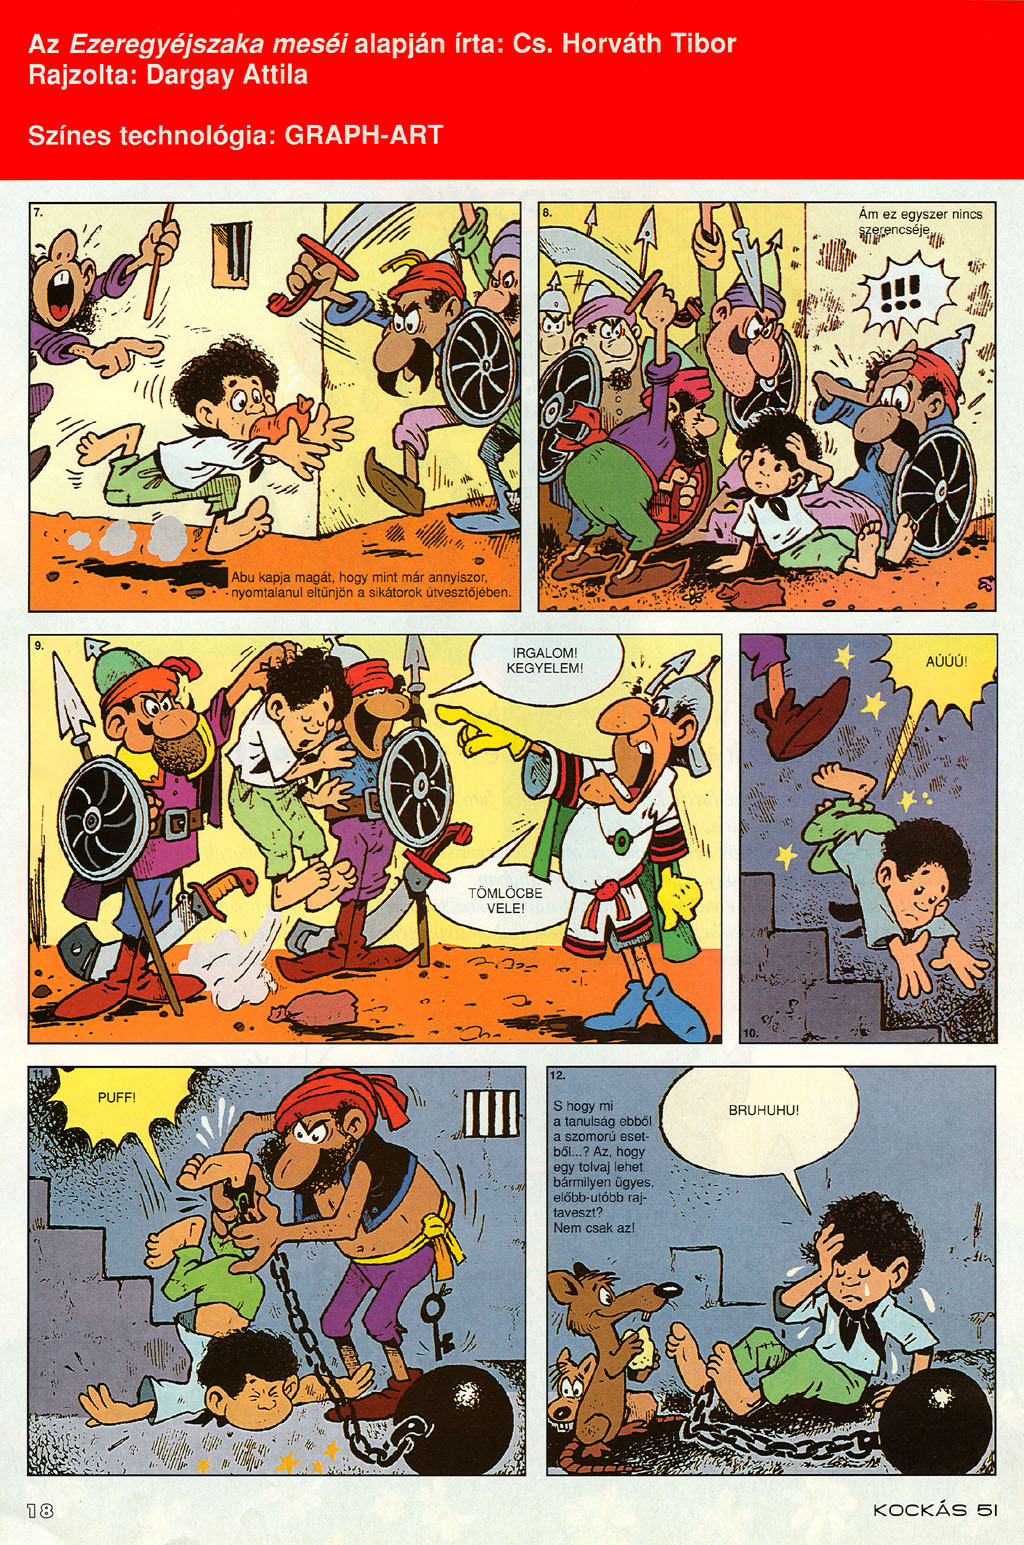 Az Ezeregyéjszaka meséi alapján írta: Cs. Horváth Tibor
Rajzolta: Dargay Attila
Színes technológia: GRAPH-ART
7.
Abu kapja magát, hogy mint már annyiszor,
nyomtalanul eltűnjön a sikátorok útvesztőjében.
8.
Ám ez egyszer nincs
szerencséje...
!!!
9.
IRGALOM!
KEGYELEM!
TÖMLÖCBE
VELE!
AÚÚÚ!
10.
11.
PUFF!
12.
S hogy mi
a tanulság ebből
a szomorú eset-
ből...? Az, hogy
egy tolvaj lehet
bármilyen ügyes,
előbb-utóbb raj-
taveszt?
Nem csak az!
BRUHUHU!
18
KOCKÁS 51